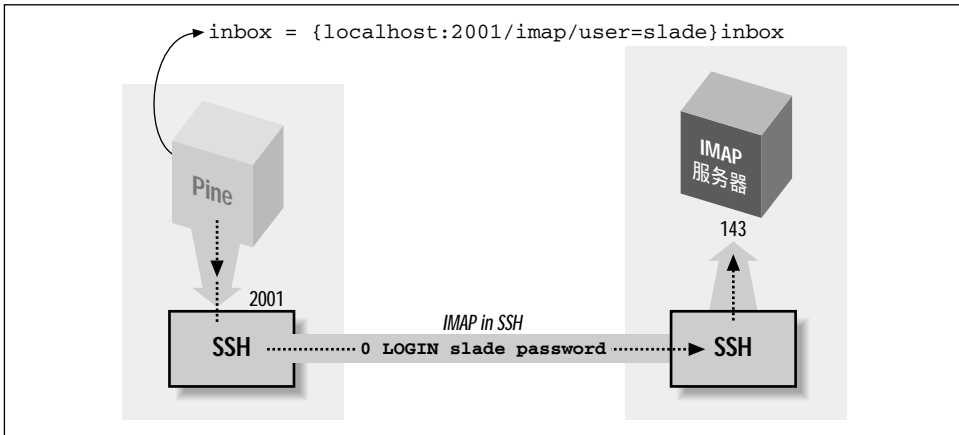 inbox = {localhost:2001/imap/user=slade}inbox
Pine
IMAP
服务器
143
2001
IMAP in SSH
SSH
0 LOGIN slade password
SSH